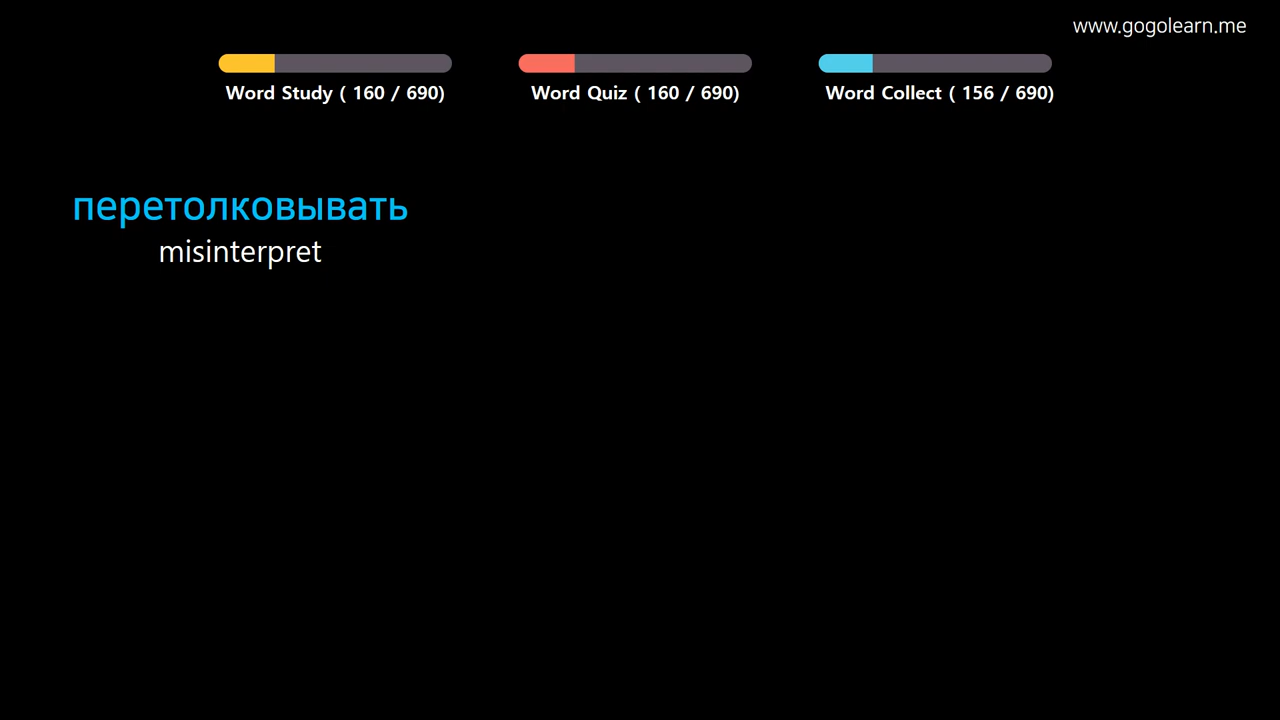 www.gogolearn.me
Word Study ( 160 / 690)
Word Quiz ( 160 / 690)
Word Collect ( 156 / 690)
перетолковывать
misinterpret